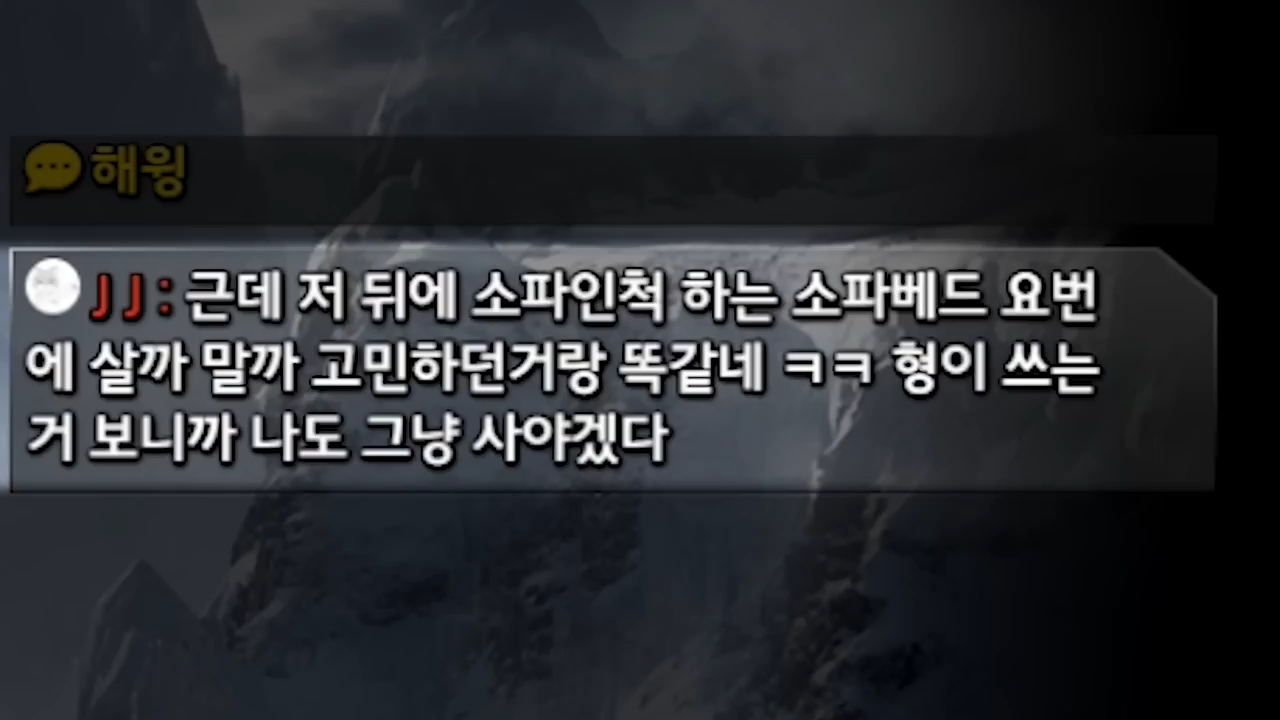 해윙
JJ: 근데 저 뒤에 소파인척 하는 소파베드 요번
에 살까 말까 고민하던거랑 똑같네 ㅋㅋ 형이 쓰는
거 보니까 나도 그냥 사야겠다